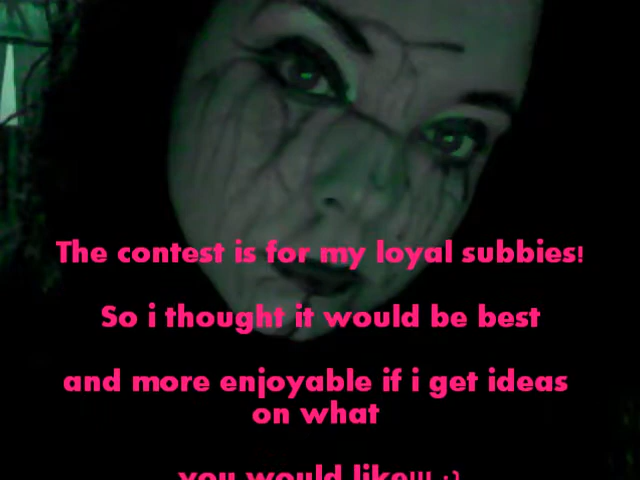 The contest is for my loyal subbies!
So i thought it would be best
and more enjoyable if i get ideas
on what
you would like!!! :)